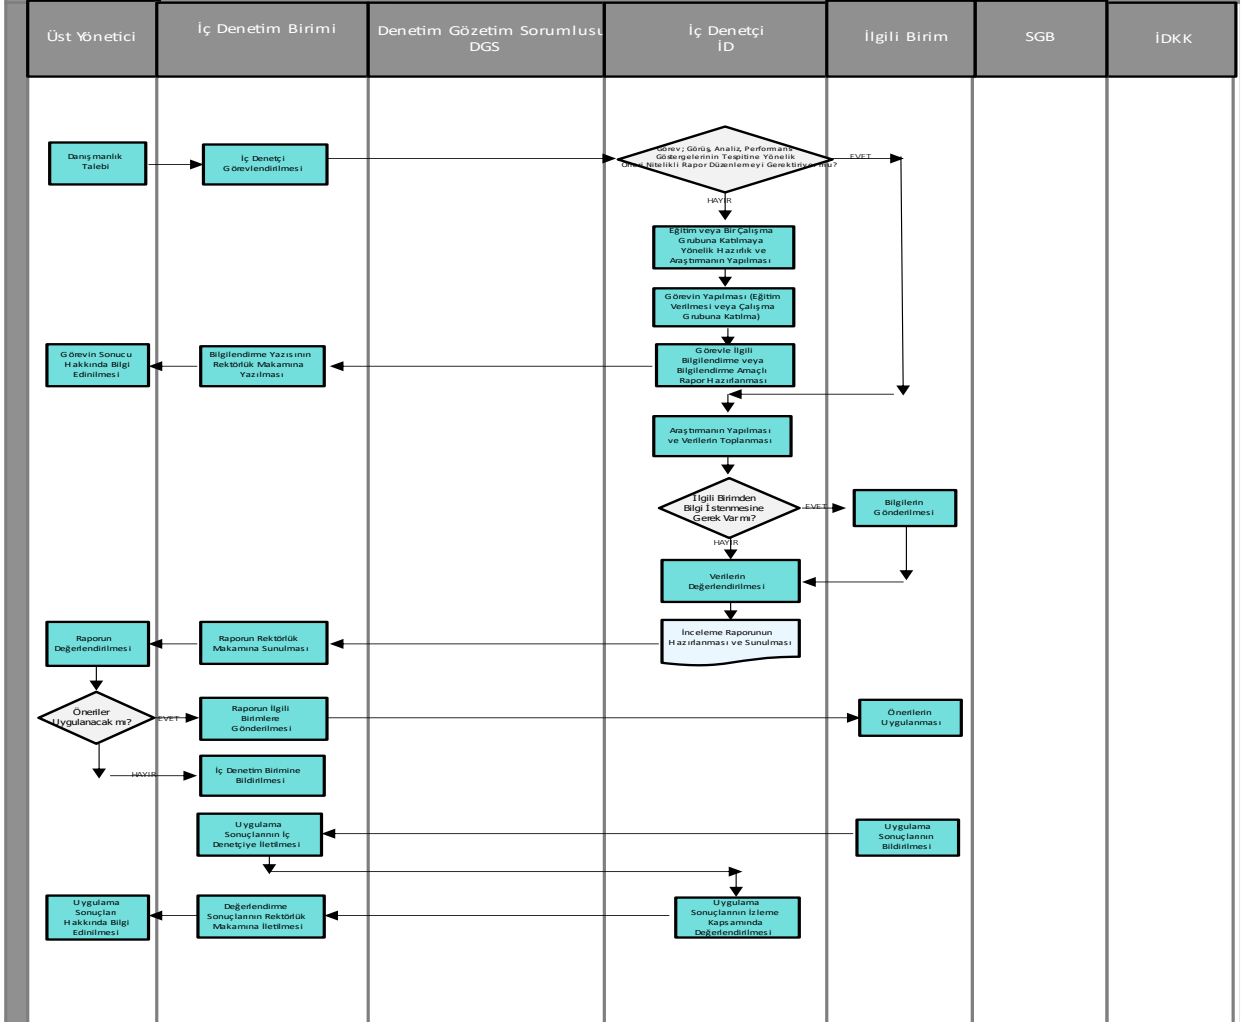 Üst Yönetici
İç Denetim Birimi
Denetim Gözetim Sorumlusu
DGS
İç Denetçi
İD
İlgili Birim
SGB
İDKK
Danışmanlık
Talebi
İç Denetçi
Görevlendirilmesi
Görev; Görüş, Analiz, Performans
Göstergelerinin Tespitine Yönelik
Öneri Nitelikli Rapor Düzenlemeyi Gerektiriyor mu?
EVET
HAYIR
Eğitim veya Bir Çalışma
Grubuna Katılmaya
Yönelik Hazırlık ve
Araştırmanın Yapılması
Görevin Yapılması (Eğitim
Verilmesi veya Çalışma
Grubuna Katılma)
Görevin Sonucu
Hakkında Bilgi
Edinilmesi
Bilgilendirme Yazısının
Rektörlük Makamına
Yazılması
Görevle İlgili
Bilgilendirme veya
Bilgilendirme Amaçlı
Rapor Hazırlanması
Araştırmanın Yapılması
ve Verilerin Toplanması
İlgili Birimden
Bilgi İstenmesine
Gerek Var mı?
EVET
Bilgilerin
Gönderilmesi
HAYIR
Verilerin
Değerlendirilmesi
Raporun
Değerlendirilmesi
Raporun Rektörlük
Makamına Sunulması
İnceleme Raporunun
Hazırlanması ve Sunulması
Öneriler
Uygulanacak mı?
EVET
Raporun İlgili
Birimlere
Gönderilmesi
Önerilerin
Uygulanması
HAYIR
İç Denetim Birimine
Bildirilmesi
Uygulama
Sonuçlarının İç
Denetçiye İletilmesi
Uygulama
Sonuçlarının
Bildirilmesi
Uygulama
Sonuçları
Hakkında Bilgi
Edinilmesi
Değerlendirme
Sonuçlarının Rektörlük
Makamına İletilmesi
Uygulama
Sonuçlarının İzleme
Kapsamında
Değerlendirilmesi